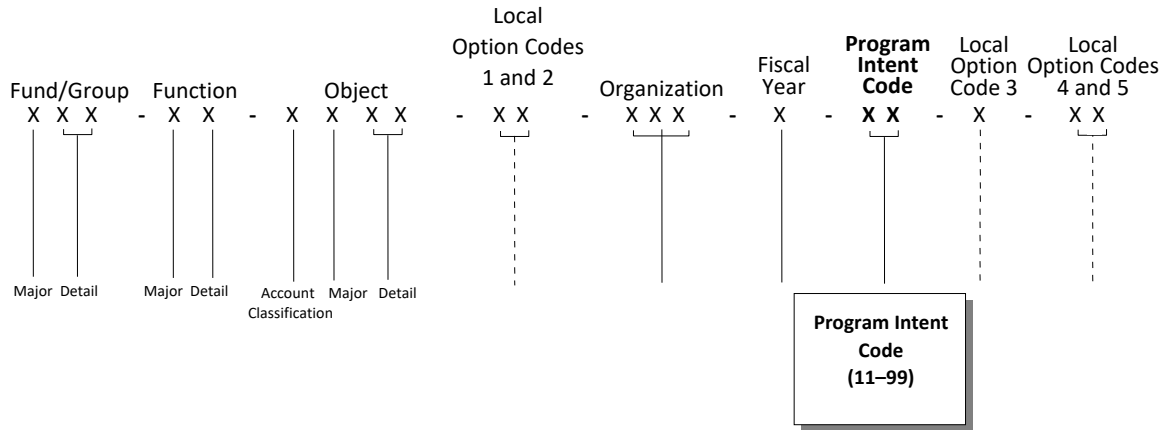 Local
Option Codes
1 and 2
Program
Intent
Code
Local
Option
Code 3
Local
Option Codes
4 and 5
Fiscal
Year
Fund/Group Function Object Organization
X X X - X X - X X X X - X X - X X X - X - X X - X - X X
Major Detail Major Detail Account
Classification Major Detail
Program Intent
Code
(11–99)